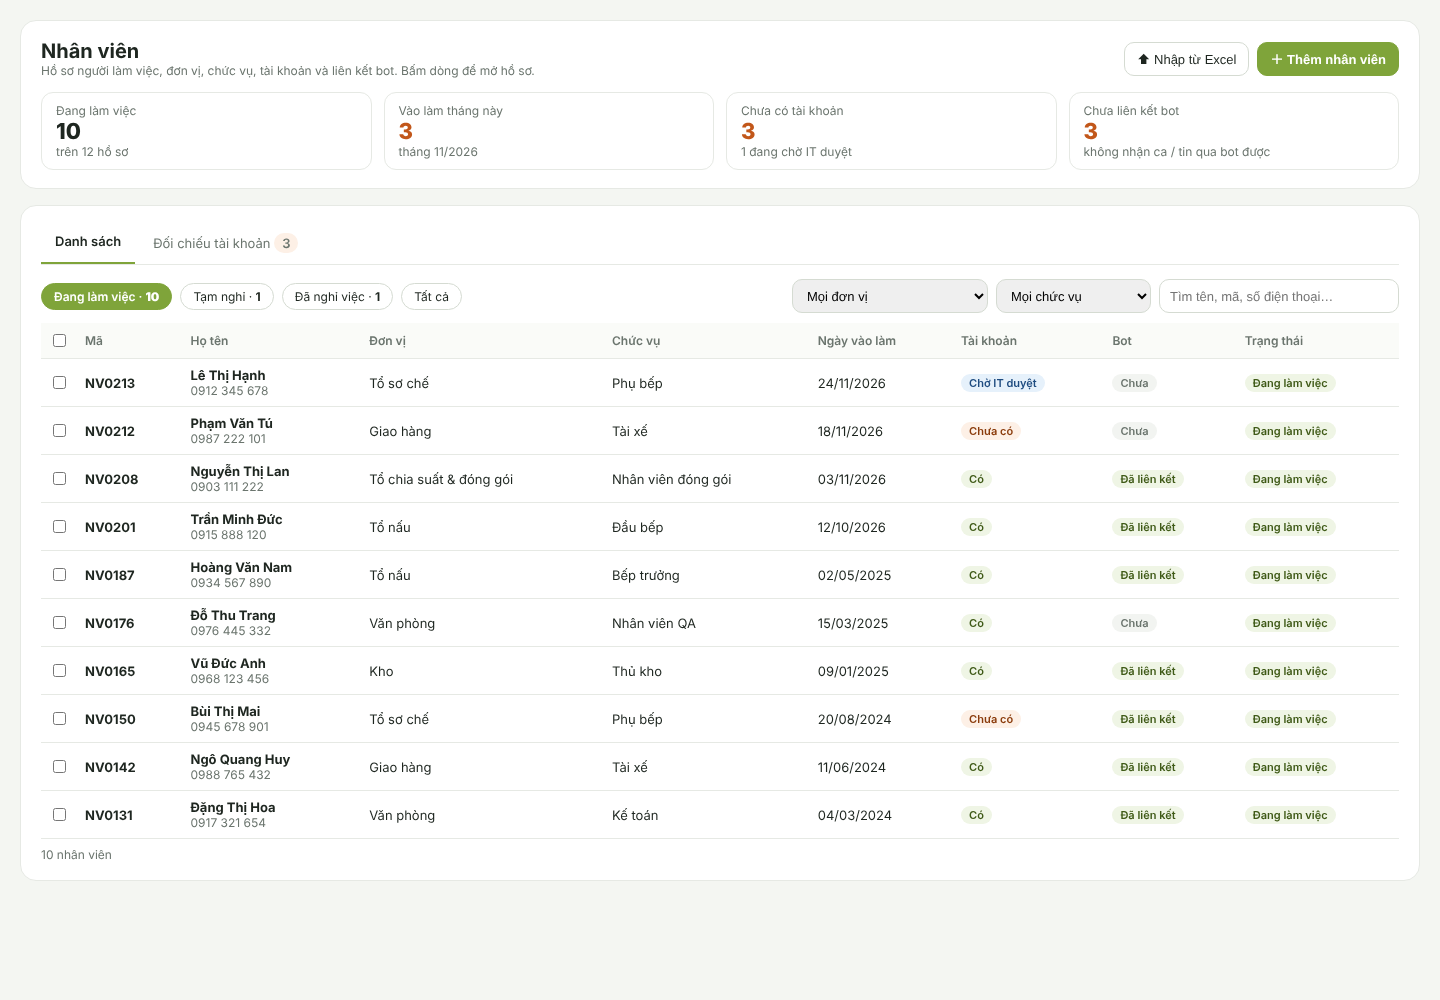 Nhân viên
Hồ sơ người làm việc, đơn vị, chức vụ, tài khoản và liên kết bot. Bấm dòng để mở hồ sơ.
Nhập từ Excel
+ Thêm nhân viên
Đang làm việc
10
trên 12 hồ sơ
Vào làm tháng này
3
tháng 11/2026
Chưa có tài khoản
3
1 đang chờ IT duyệt
Chưa liên kết bot
3
không nhận ca / tin qua bot được
Danh sách
Đối chiếu tài khoản 3
Đang làm việc · 10
Tạm nghỉ · 1
Đã nghỉ việc · 1
Tất cả
Mọi đơn vị
Mọi chức vụ
Tìm tên, mã, số điện thoại...
Mã Họ tên Đơn vị Chức vụ Ngày vào làm Tài khoản Bot Trạng thái
NV0213 Lê Thị Hạnh Tổ sơ chế Phụ bếp 24/11/2026 Chờ IT duyệt Chưa Đang làm việc
0912 345 678
NV0212 Phạm Văn Tú Giao hàng Tài xế 18/11/2026 Chưa có Chưa Đang làm việc
0987 222 101
NV0208 Nguyễn Thị Lan Tổ chia suất & đóng gói Nhân viên đóng gói 03/11/2026 Có Đã liên kết Đang làm việc
0903 111 222
NV0201 Trần Minh Đức Tổ nấu Đầu bếp 12/10/2026 Có Đã liên kết Đang làm việc
0915 888 120
NV0187 Hoàng Văn Nam Tổ nấu Bếp trưởng 02/05/2025 Có Đã liên kết Đang làm việc
0934 567 890
NV0176 Đỗ Thu Trang Văn phòng Nhân viên QA 15/03/2025 Có Chưa Đang làm việc
0976 445 332
NV0165 Vũ Đức Anh Kho Thủ kho 09/01/2025 Có Đã liên kết Đang làm việc
0968 123 456
NV0150 Bùi Thị Mai Tổ sơ chế Phụ bếp 20/08/2024 Chưa có Đã liên kết Đang làm việc
0945 678 901
NV0142 Ngô Quang Huy Giao hàng Tài xế 11/06/2024 Có Đã liên kết Đang làm việc
0988 765 432
NV0131 Đặng Thị Hoa Văn phòng Kế toán 04/03/2024 Có Đã liên kết Đang làm việc
0917 321 654
10 nhân viên